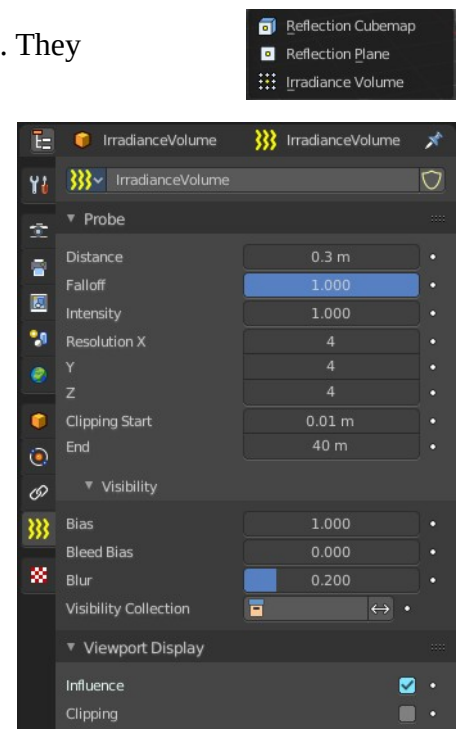 . They
Reflection Cubemap
Reflection Plane
Irradiance Volume
IrradianceVolume IrradianceVolume
IrradianceVolume
Probe
Distance 0.3 m
Falloff 1.000
Intensity 1.000
Resolution X 4
Y 4
Z 4
Clipping Start 0.01 m
End 40 m
Visibility
Bias 1.000
Bleed Bias 0.000
Blur 0.200
Visibility Collection
Viewport Display
Influence
Clipping